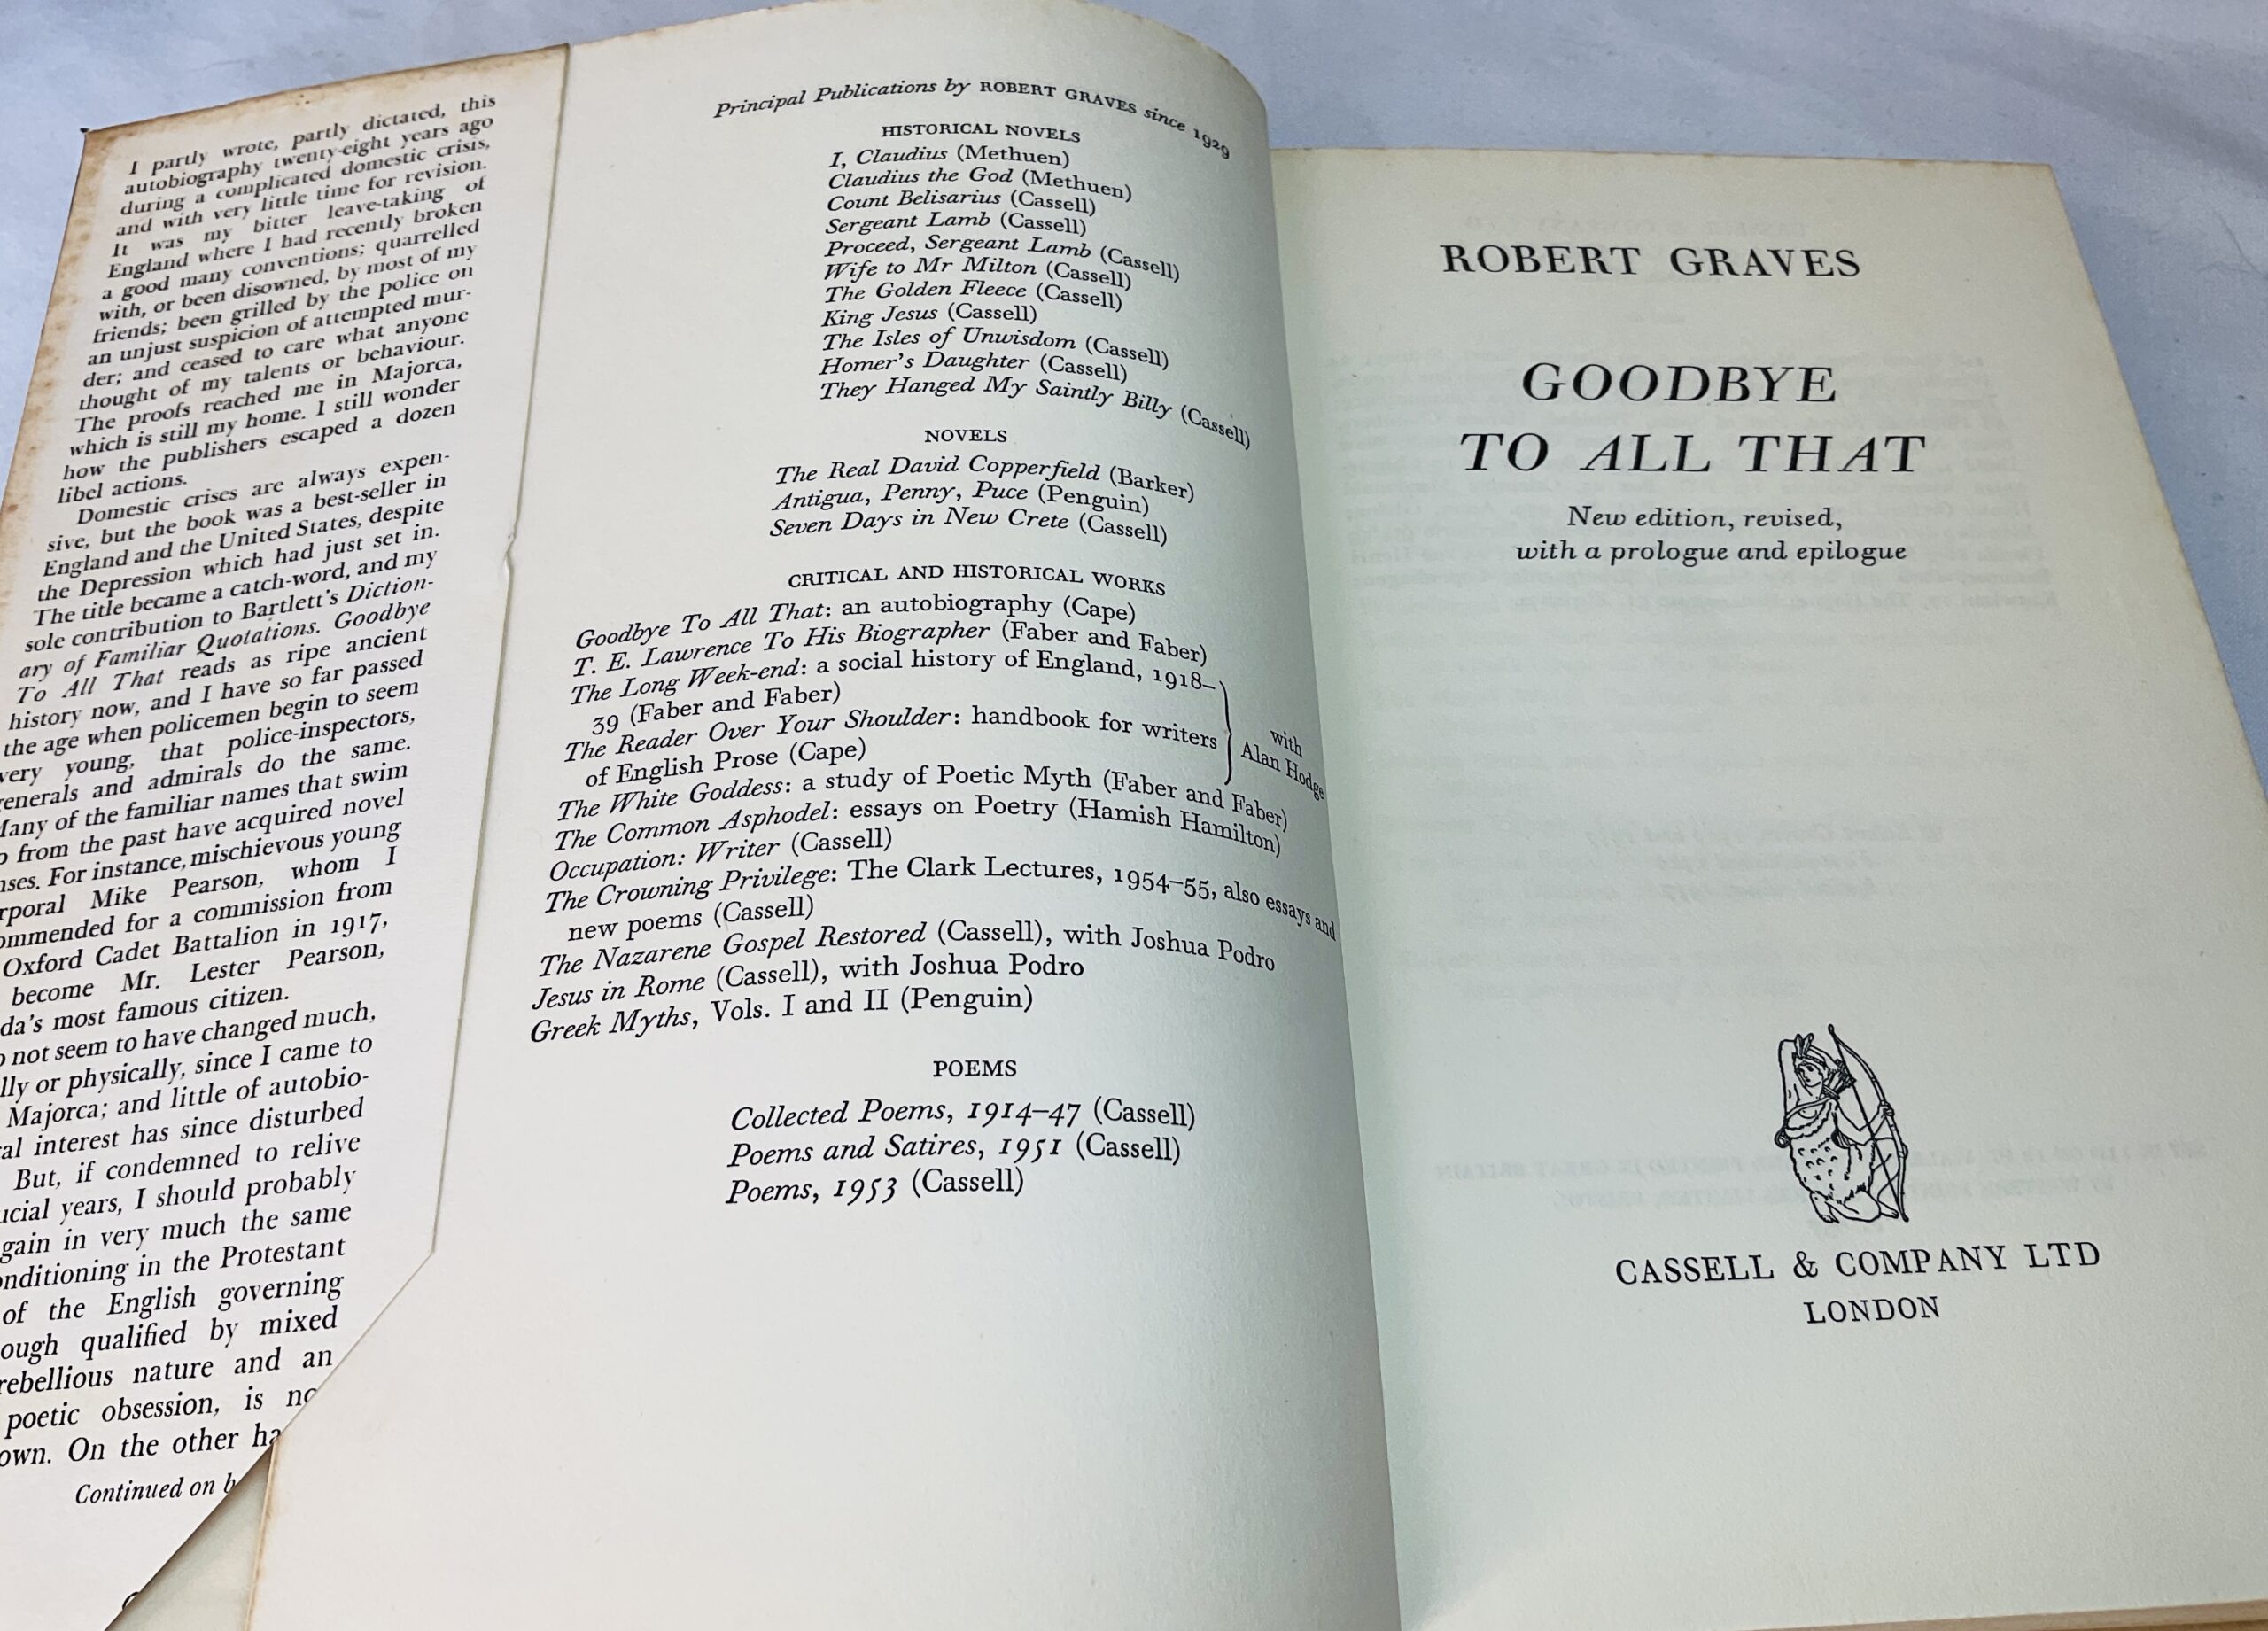 I partly wrote, partly dictated, this
autobiography twenty-eight years ago
during a complicated domestic crisis,
and with very little time for revision.
It was my bitter leave-taking of
England where I had recently broken
a good many conventions; quarrelled
with, or been disowned, by most of my
friends; been grilled by the police on
an unjust suspicion of attempted mur-
der; and ceased to care what anyone
thought of my talents or behaviour.
The proofs reached me in Majorca,
which is still my home. I still wonder
how the publishers escaped a dozen
libel actions.
Domestic crises are always expen-
sive, but the book was a best-seller in
England and the United States, despite
the Depression which had just set in.
The title became a catch-word, and my
sole contribution to Bartlett's Diction-
ary of Familiar Quotations. Goodbye
To All That reads as ripe ancient
history now, and I have so far passed
the age when policemen begin to seem
very young, that police-inspectors,
generals and admirals do the same.
Many of the familiar names that swim
from the past have acquired novel
For instance, mischievous young
Mike Pearson, whom I
for a commission from
Oxford Cadet Battalion in 1917,
become Mr. Lester Pearson,
most famous citizen.
not seem to have changed much,
or physically, since I came to
Majorca; and little of autobio-
interest has since disturbed
But, if condemned to relive
years, I should probably
in very much the same
in the Protestant
of the English governing
qualified by mixed
rebellious nature and an
poetic obsession, is
On the other
Continued on
Principal Publications by ROBERT GRAVES since 1929
HISTORICAL NOVELS
I, Claudius (Methuen)
Claudius the God (Methuen)
Count Belisarius (Cassell)
Sergeant Lamb (Cassell)
Proceed, Sergeant Lamb (Cassell)
Wife to Mr Milton (Cassell)
The Golden Fleece (Cassell)
King Jesus (Cassell)
The Isles of Unwisdom (Cassell)
Homer's Daughter (Cassell)
They Hanged My Saintly Billy (Cassell)
NOVELS
The Real David Copperfield (Barker)
Antigua, Penny, Puce (Penguin)
Seven Days in New Crete (Cassell)
CRITICAL AND HISTORICAL WORKS
Goodbye To All That: an autobiography (Cape)
T. E. Lawrence To His Biographer (Faber and Faber)
The Long Week-end: a social history of England, 1918–
39 (Faber and Faber)
The Reader Over Your Shoulder: handbook for writers
of English Prose (Cape)
with
Alan Hodge
The White Goddess: a study of Poetic Myth (Faber and Faber)
The Common Asphodel: essays on Poetry (Hamish Hamilton)
Occupation: Writer (Cassell)
The Crowning Privilege: The Clark Lectures, 1954–55, also essays and
new poems (Cassell)
The Nazarene Gospel Restored (Cassell), with Joshua Podro
Jesus in Rome (Cassell), with Joshua Podro
Greek Myths, Vols. I and II (Penguin)
POEMS
Collected Poems, 1914–47 (Cassell)
Poems and Satires, 1951 (Cassell)
Poems, 1953 (Cassell)
ROBERT GRAVES
GOODBYE
TO ALL THAT
New edition, revised,
with a prologue and epilogue
CASSELL & COMPANY LTD
LONDON